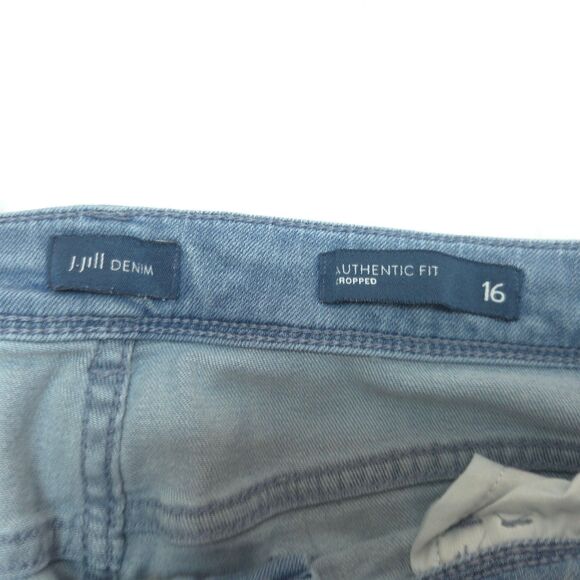 J.Jill DENIM
AUTHENTIC FIT
CROPPED
16